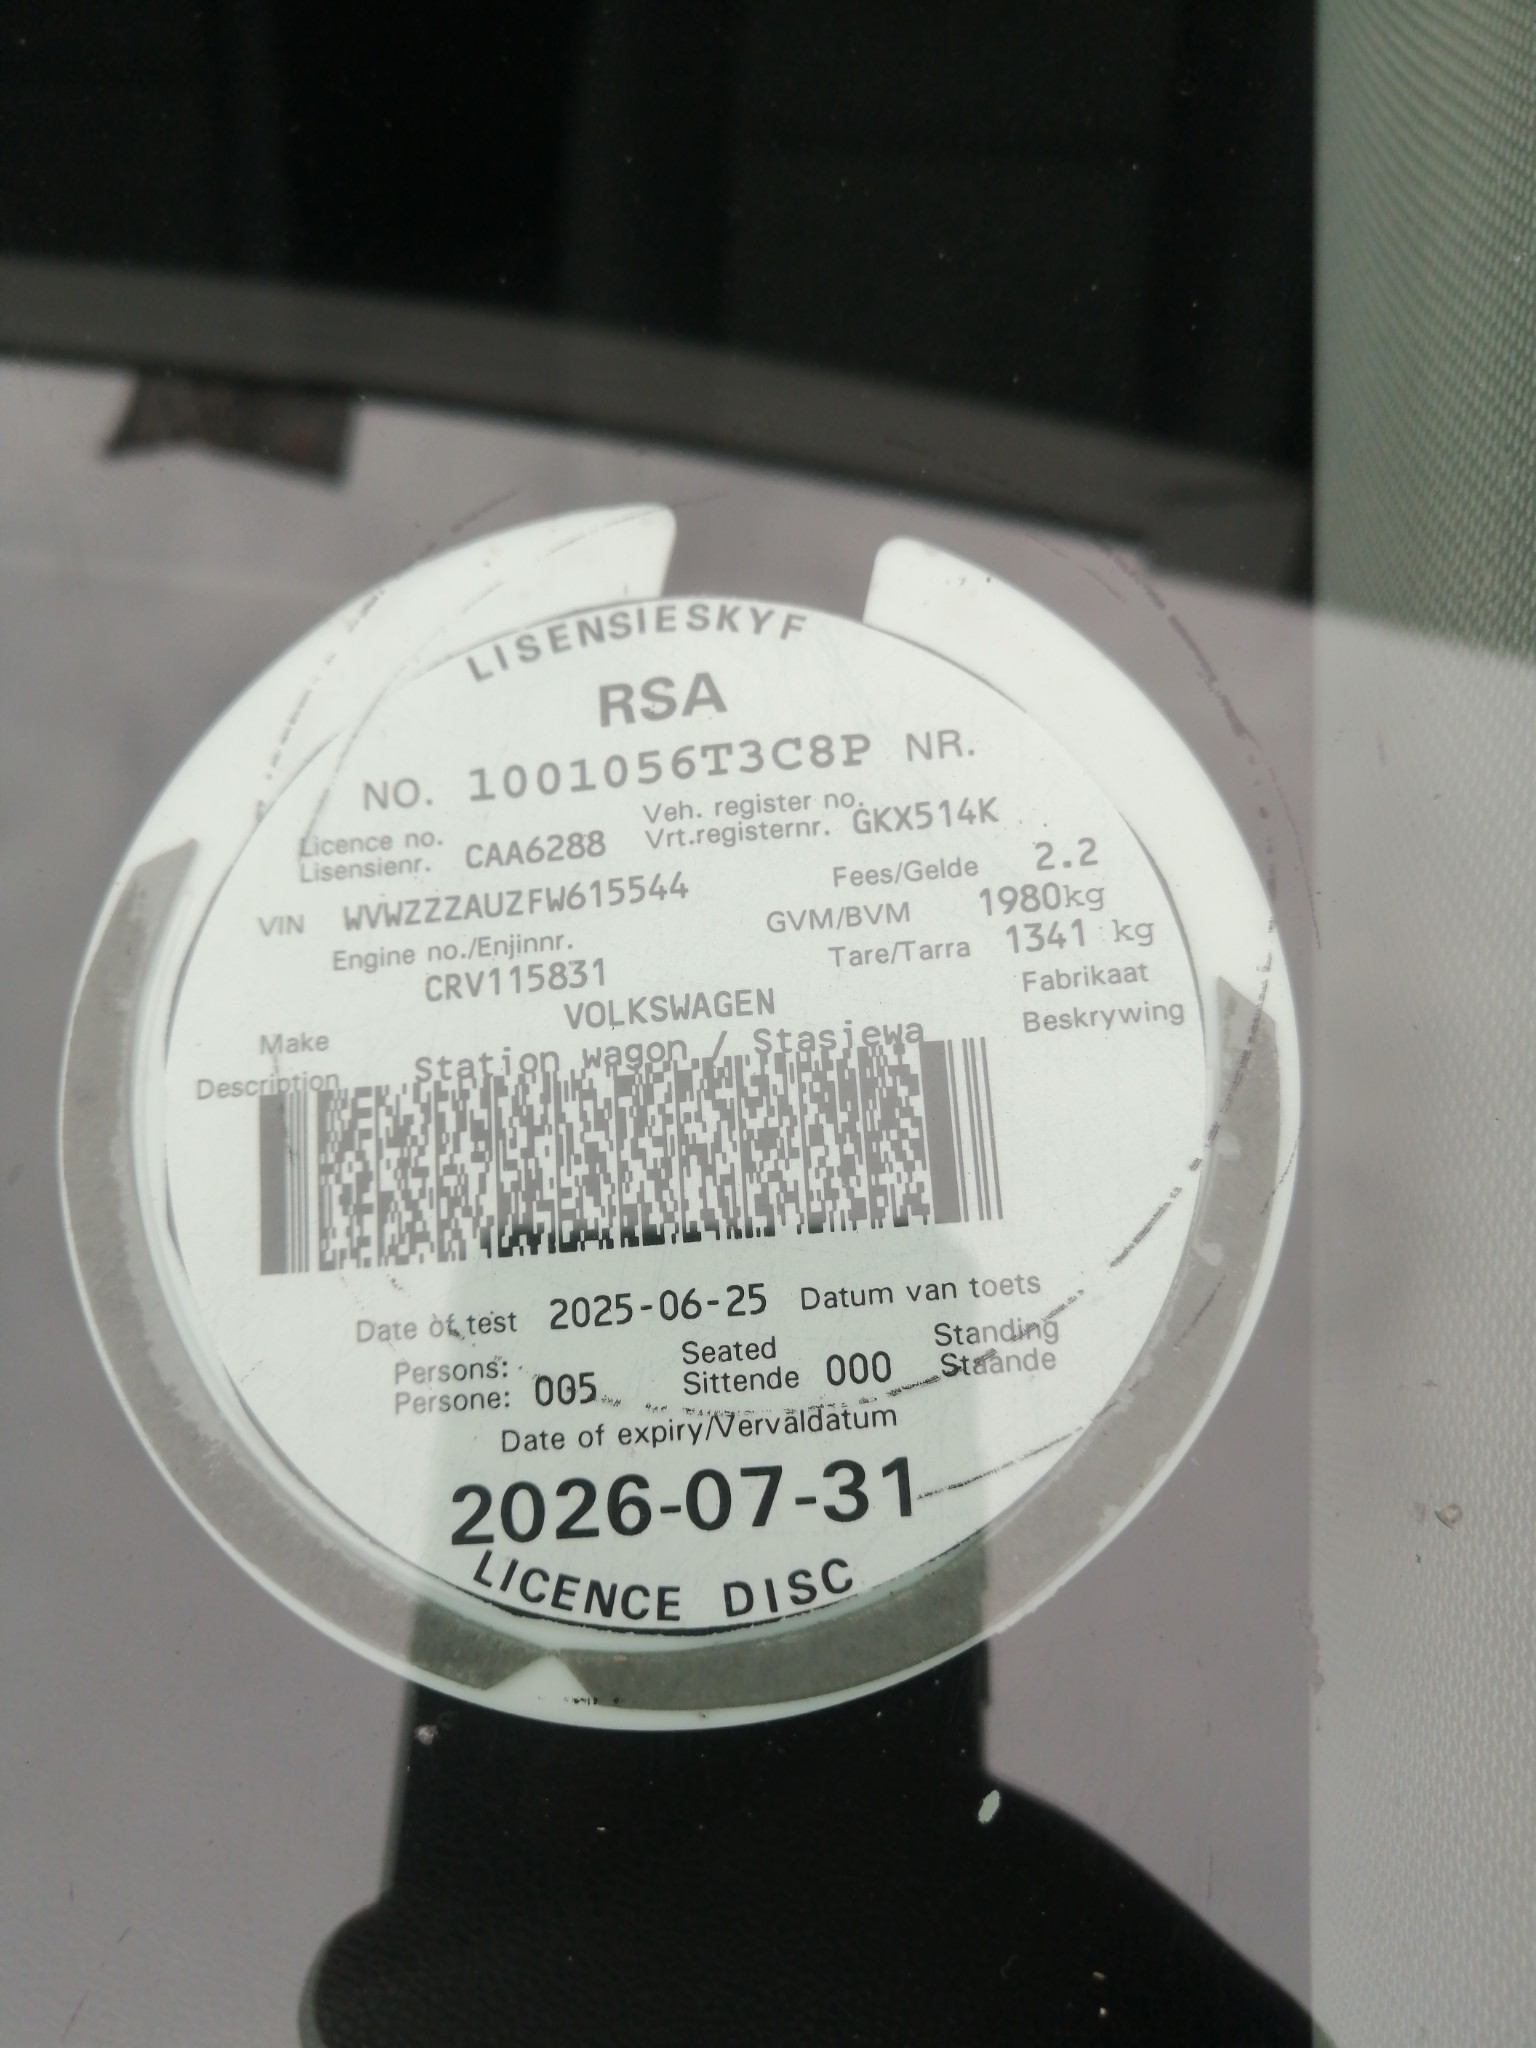 LISENSIESKYF
RSA
NO. 1001056T3C8P NR.
Licence no. Veh. register no.
Lisensienr. CAA6288 Vrt.registernr. GKX514K
VIN WVWZZZAUZFW615544 Fees/Gelde 2.2
Engine no./Enjinnr. GVM/BVM 1980kg
CRV115831 Tare/Tarra 1341 kg
Make VOLKSWAGEN Fabrikaat
Description Station wagon / Stasiewa Beskrywing
Date of test 2025-06-25 Datum van toets
Persons: Seated Standing
Persone: 005 Sittende 000 Staande
Date of expiry/Vervaldatum
2026-07-31
LICENCE DISC